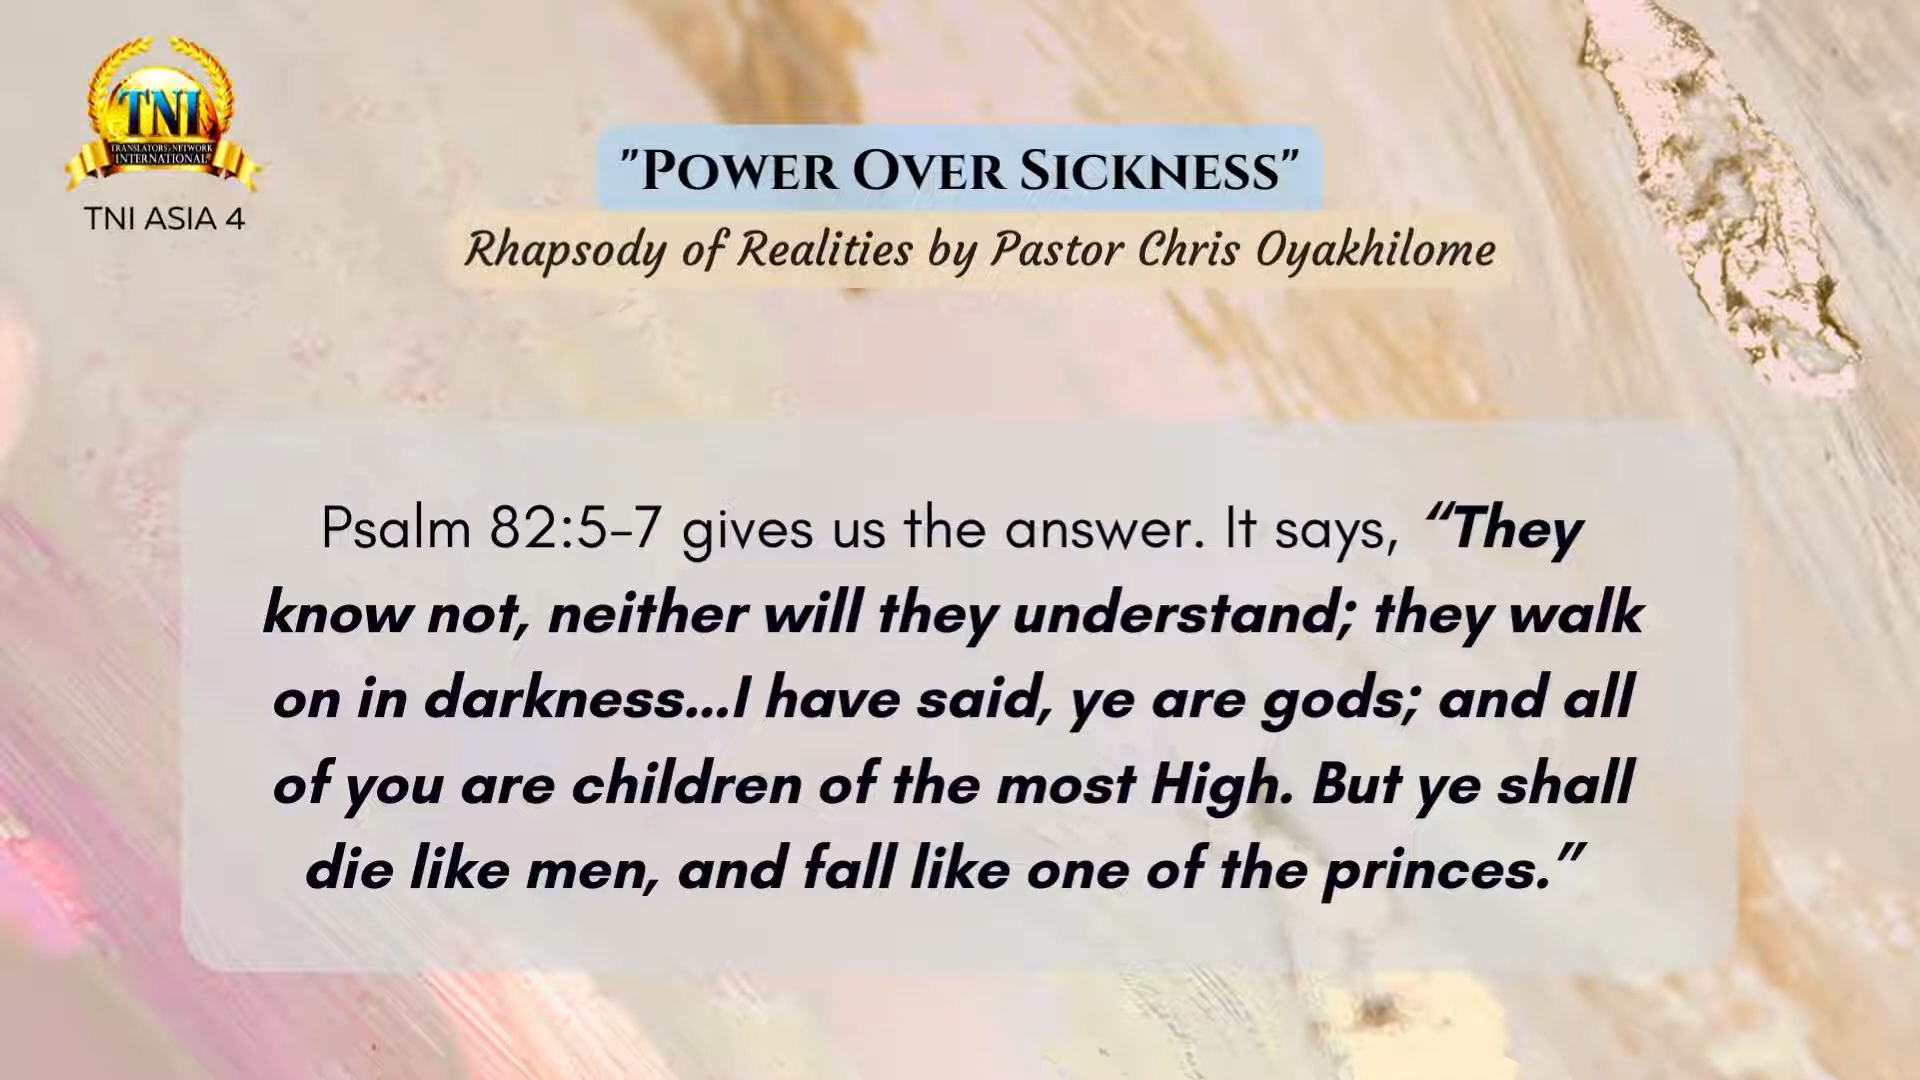 TNI
TRANSLATORS NETWORK
INTERNATIONAL
TNI ASIA 4
"POWER OVER SICKNESS"
Rhapsody of Realities by Pastor Chris Oyakhilome
Psalm 82:5-7 gives us the answer. It says, “They
know not, neither will they understand; they walk
on in darkness...I have said, ye are gods; and all
of you are children of the most High. But ye shall
die like men, and fall like one of the princes.”